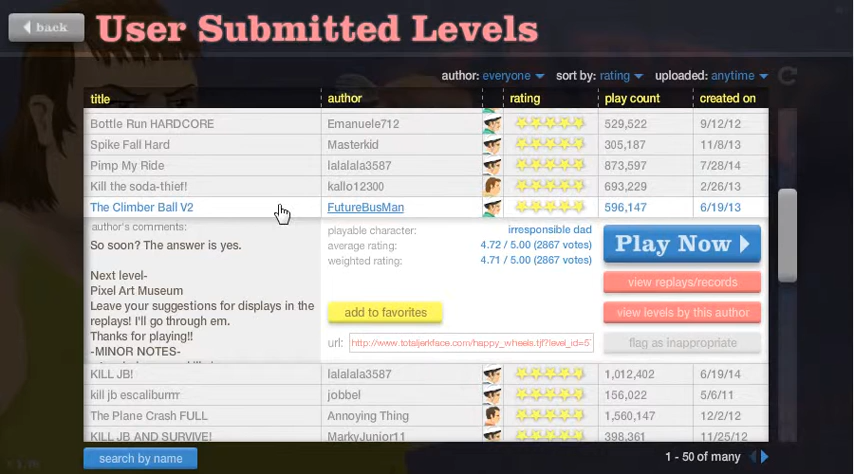 back
User Submitted Levels
author: everyone sort by: rating uploaded: anytime
title author rating play count created on
Bottle Run HARDCORE Emanuele712 529,522 9/12/12
Spike Fall Hard Masterkid 305,187 11/8/13
Pimp My Ride lalalala3587 873,597 7/28/14
Kill the soda-thief! kallo12300 693,229 2/26/13
The Climber Ball V2 FutureBusMan 596,147 6/19/13
author's comments:
So soon? The answer is yes.
Next level-
Pixel Art Museum
Leave your suggestions for displays in the
replays! I'll go through em.
Thanks for playing!!
-MINOR NOTES-
playable character: irresponsible dad
average rating: 4.72 / 5.00 (2867 votes)
weighted rating: 4.71 / 5.00 (2867 votes)
add to favorites
url: http://www.totaljerkface.com/happy_wheels.tjf?level_id=5
Play Now
view replays/records
view levels by this author
flag as inappropriate
KILL JB! lalalala3587 1,012,402 6/19/14
kill jb escaliburrrr jobbel 156,022 5/6/11
The Plane Crash FULL Annoying Thing 1,560,147 12/2/12
KILL JB AND SURVIVE! MarkyJunior11 398,361 11/25/12
search by name
1 - 50 of many